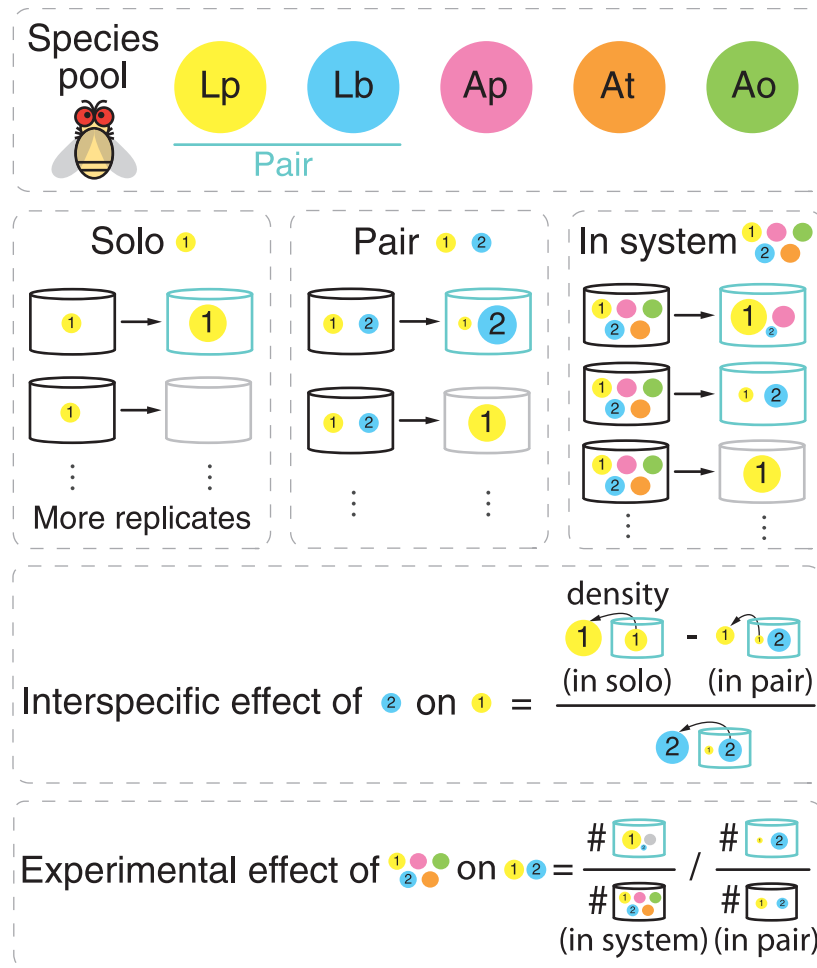 Species
pool
Lp Lb Ap At Ao
Pair
Solo 1
1 1
1
⋮ ⋮
More replicates
Pair 1 2
1 2 1 2
1 2 1
⋮ ⋮
In system 1 2
1 2 1 2
1 2 1 2
1 2 1
⋮ ⋮
density
1 1 - 1 1 2
(in solo) (in pair)
Interspecific effect of 2 on 1 =
2 1 2
Experimental effect of 1 2 on 1 2 = # 1 2 / # 1 2
# 1 2 # 1 2
(in system) (in pair)